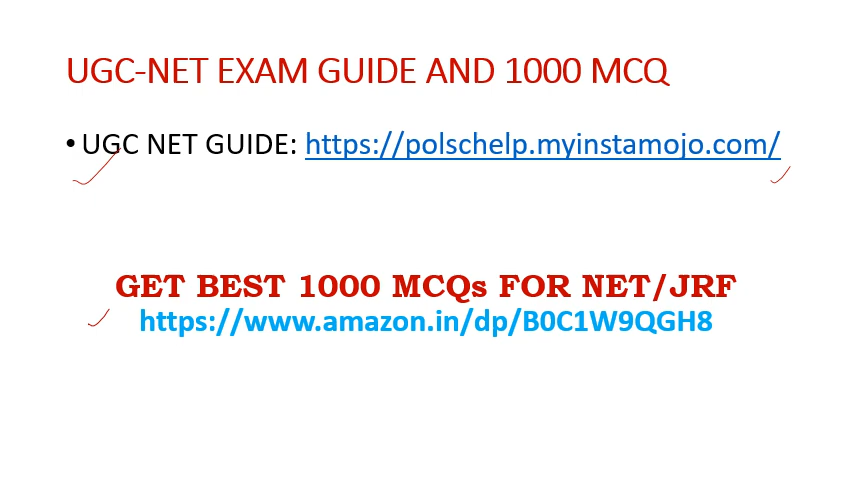 UGC-NET EXAM GUIDE AND 1000 MCQ
• UGC NET GUIDE: https://polschelp.myinstamojo.com/
GET BEST 1000 MCQs FOR NET/JRF
https://www.amazon.in/dp/B0C1W9QGH8